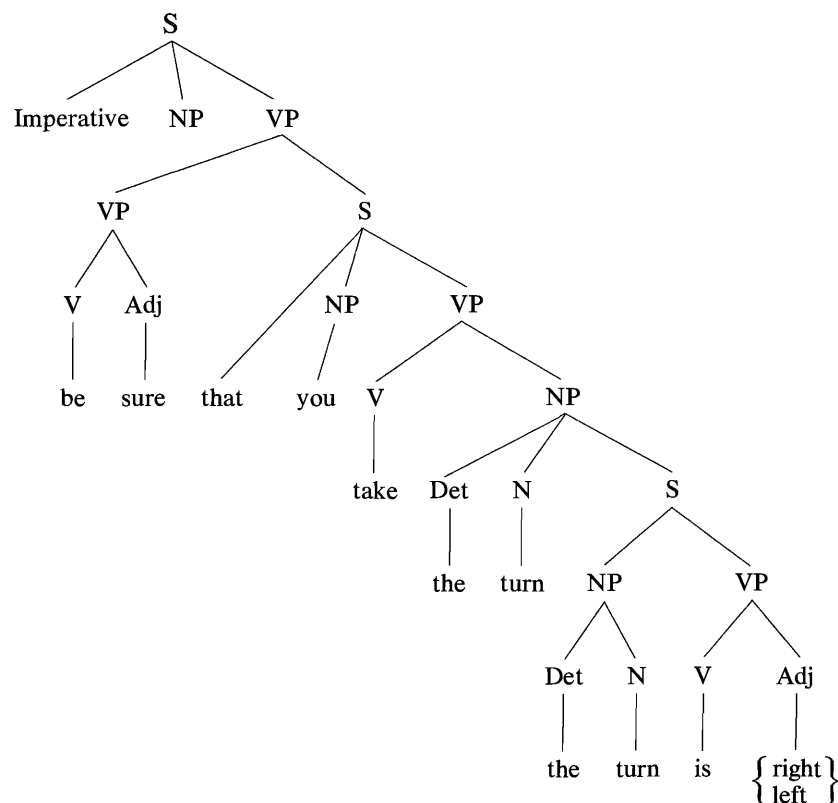 S
Imperative NP VP
VP S
V Adj NP VP
be sure that you V NP
take Det N S
the turn NP VP
Det N V Adj
the turn is { right }
left